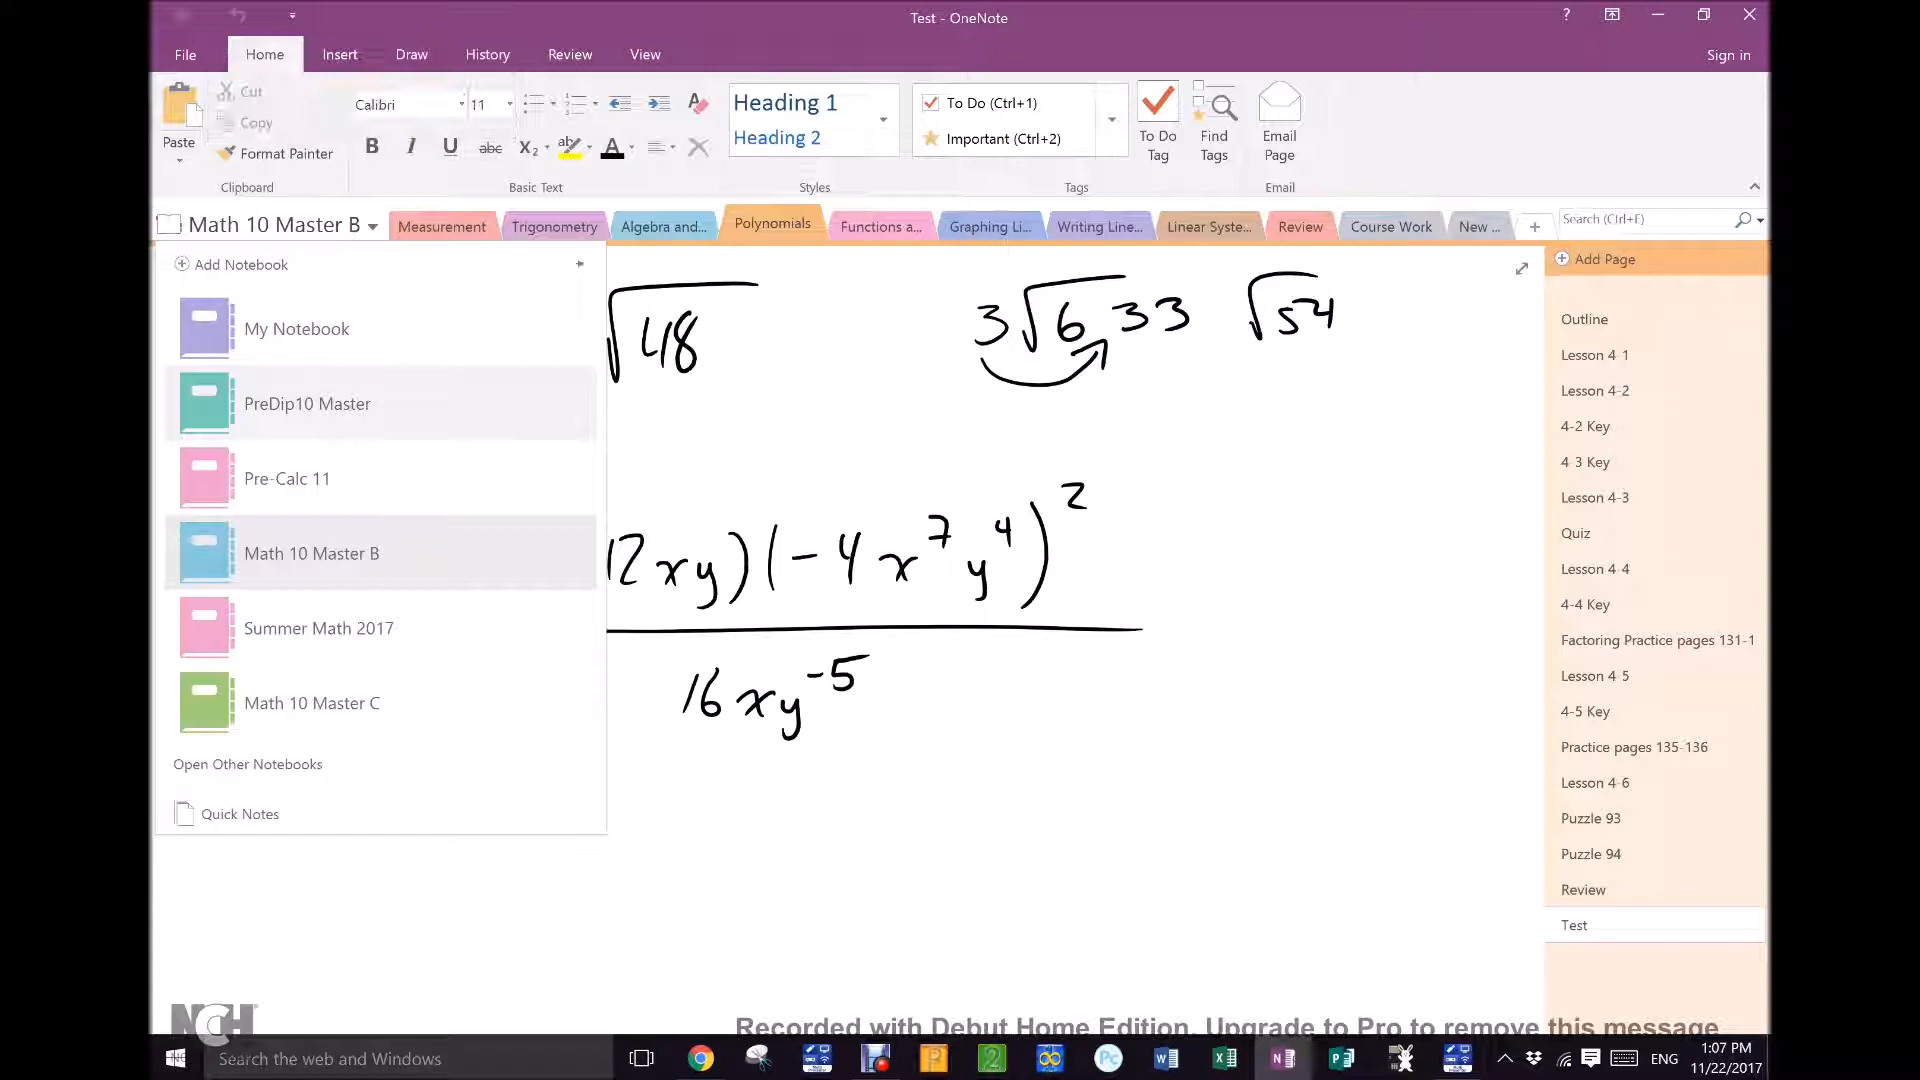 Test - OneNote
?
File Home Insert Draw History Review View Sign in
Paste
Cut
Copy
Format Painter
Clipboard
Calibri 11
B I U abc X₂ ab A
Basic Text
Heading 1
Heading 2
Styles
To Do (Ctrl+1)
Important (Ctrl+2)
Tags
To Do
Tag
Find
Tags
Email
Page
Email
Math 10 Master B
Measurement Trigonometry Algebra and... Polynomials Functions a... Graphing Li... Writing Line... Linear Syste... Review Course Work New ... +
Search (Ctrl+E)
Add Notebook
My Notebook
PreDip10 Master
Pre-Calc 11
Math 10 Master B
Summer Math 2017
Math 10 Master C
Open Other Notebooks
Quick Notes
√48 3√6 33 √54
12xy)(-4x⁷y⁴)²
16xy⁻⁵
Add Page
Outline
Lesson 4-1
Lesson 4-2
4-2 Key
4-3 Key
Lesson 4-3
Quiz
Lesson 4-4
4-4 Key
Factoring Practice pages 131-1
Lesson 4-5
4-5 Key
Practice pages 135-136
Lesson 4-6
Puzzle 93
Puzzle 94
Review
Test
NCH
Recorded with Debut Home Edition. Upgrade to Pro to remove this message
Search the web and Windows
ENG
1:07 PM
11/22/2017